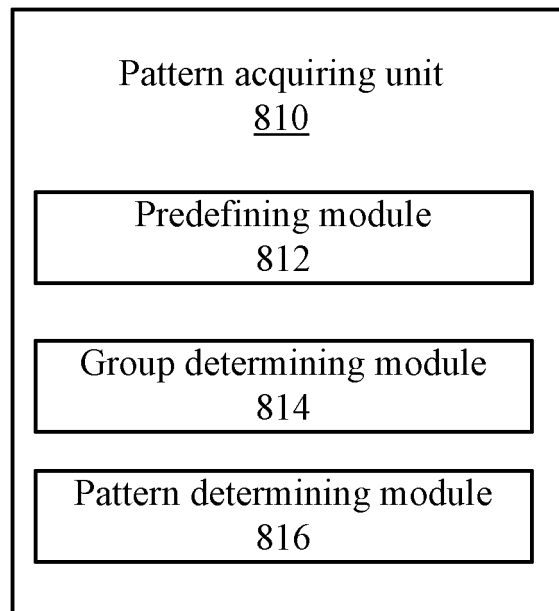 Pattern acquiring unit
810
Predefining module
812
Group determining module
814
Pattern determining module
816